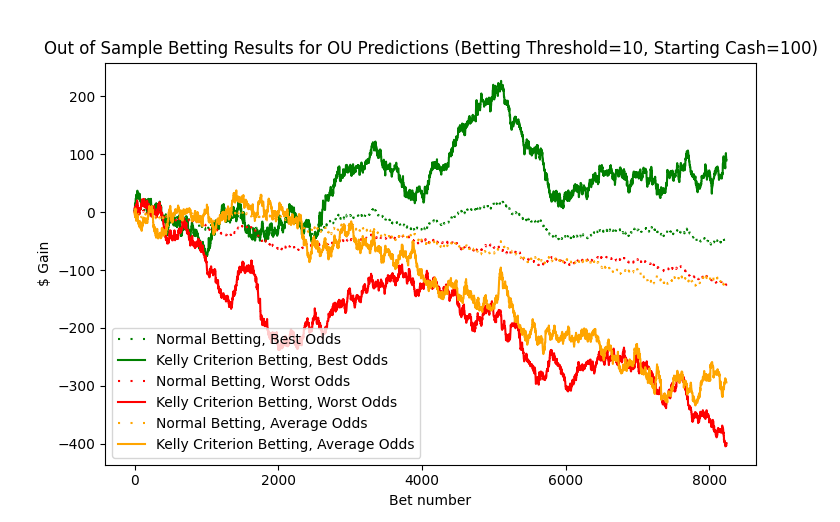 Out of Sample Betting Results for OU Predictions (Betting Threshold=10, Starting Cash=100)
200
100
0
−100
−200
−300
−400
$ Gain
Normal Betting, Best Odds
Kelly Criterion Betting, Best Odds
Normal Betting, Worst Odds
Kelly Criterion Betting, Worst Odds
Normal Betting, Average Odds
Kelly Criterion Betting, Average Odds
0 2000 4000 6000 8000
Bet number